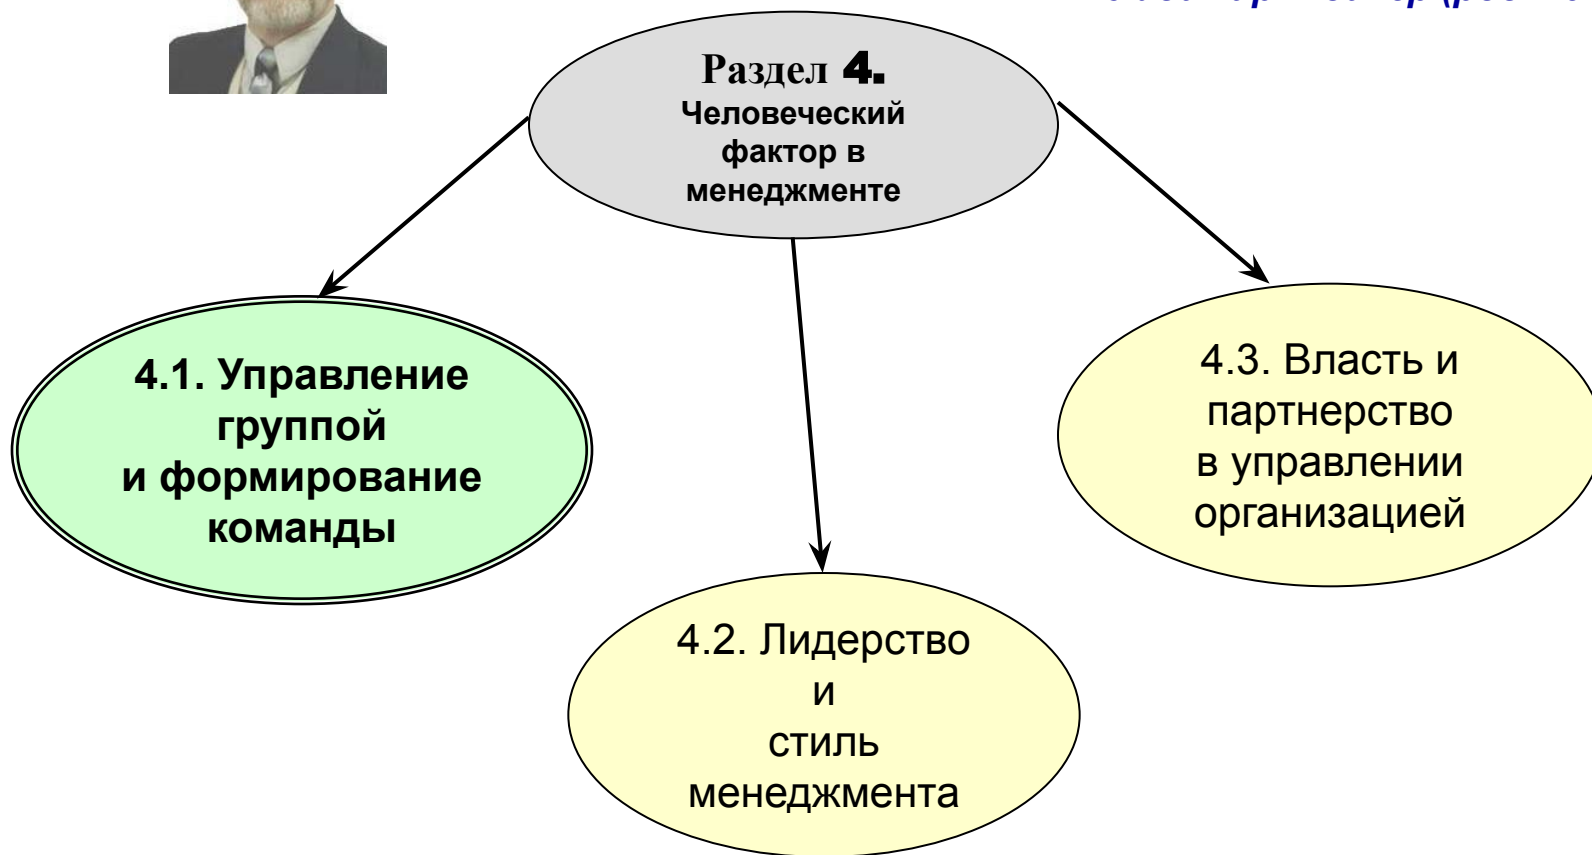 Раздел 4.
Человеческий
фактор в
менеджменте
4.1. Управление
группой
и формирование
команды
4.3. Власть и
партнерство
в управлении
организацией
4.2. Лидерство
и
стиль
менеджмента